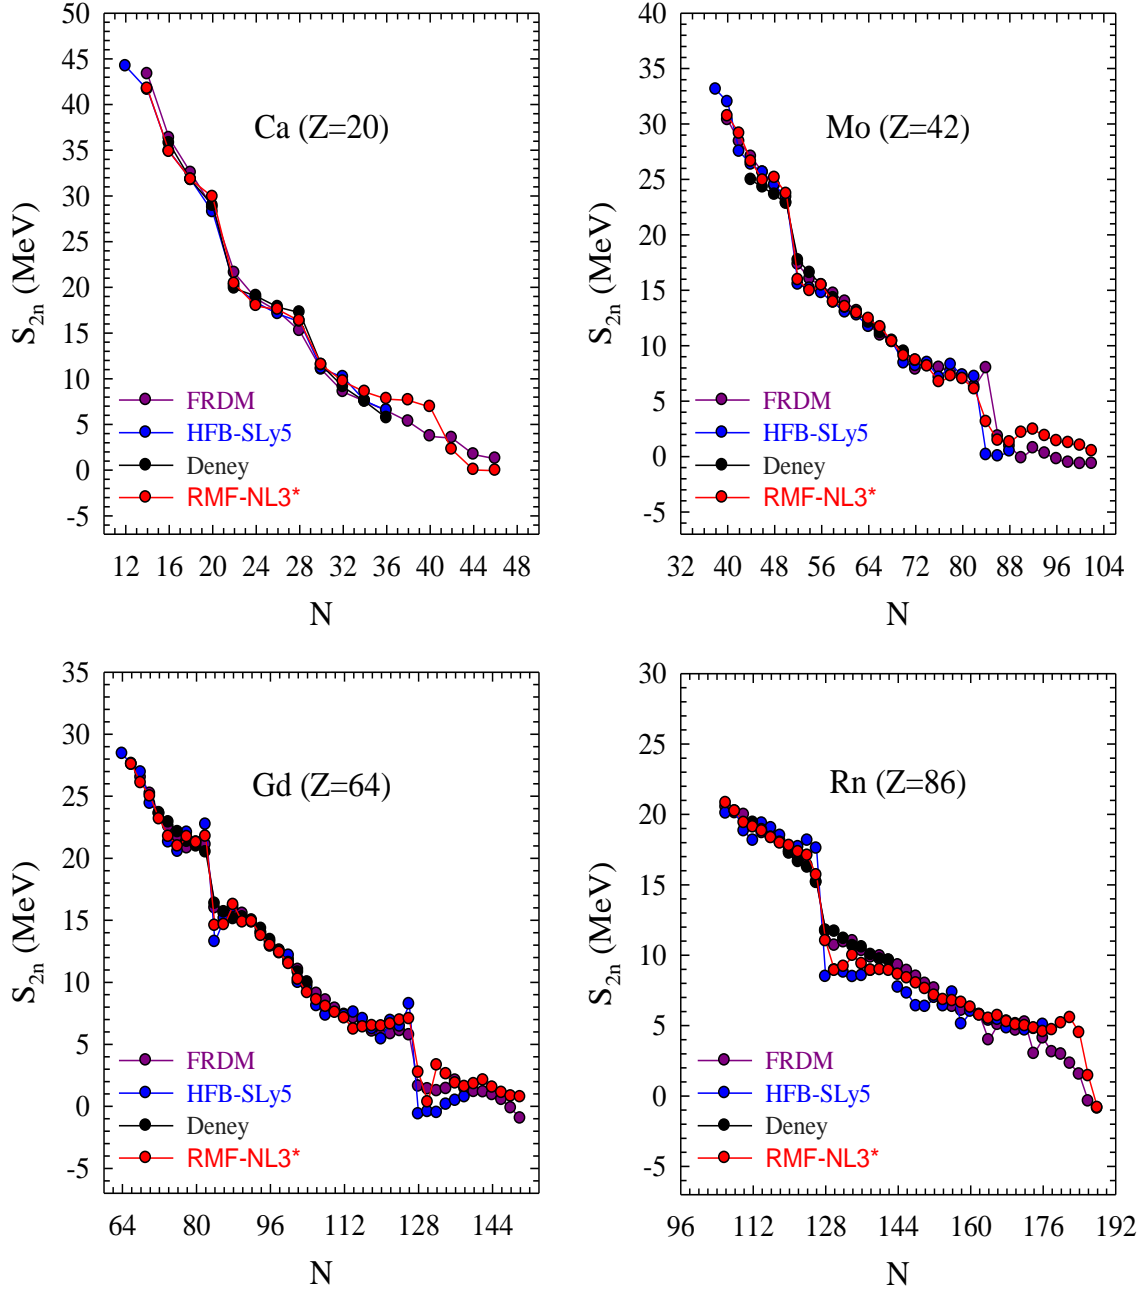 50
45
40
35
30
25
20
15
10
5
0
-5
S2n (MeV)
Ca (Z=20)
FRDM
HFB-SLy5
Deney
RMF-NL3*
12 16 20 24 28 32 36 40 44 48
N
40
35
30
25
20
15
10
5
0
-5
S2n (MeV)
Mo (Z=42)
FRDM
HFB-SLy5
Deney
RMF-NL3*
32 40 48 56 64 72 80 88 96 104
N
35
30
25
20
15
10
5
0
-5
S2n (MeV)
Gd (Z=64)
FRDM
HFB-SLy5
Deney
RMF-NL3*
64 80 96 112 128 144
N
30
25
20
15
10
5
0
-5
S2n (MeV)
Rn (Z=86)
FRDM
HFB-SLy5
Deney
RMF-NL3*
96 112 128 144 160 176 192
N